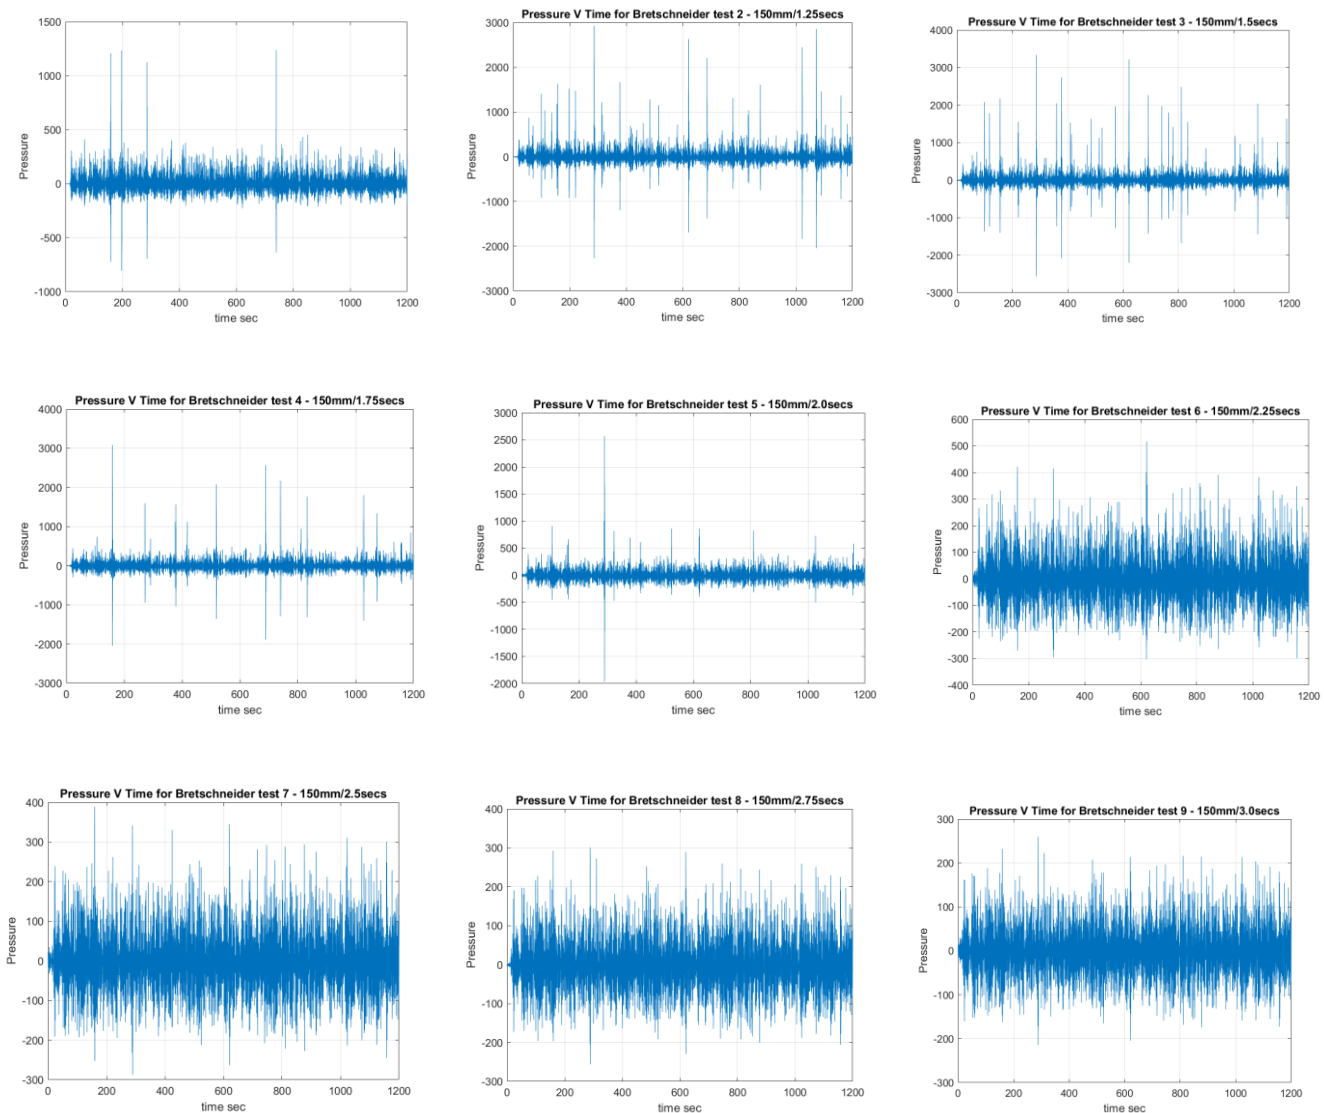 1500
1000
500
0
-500
-1000
Pressure
0 200 400 600 800 1000 1200
time sec
Pressure V Time for Bretschneider test 2 - 150mm/1.25secs
3000
2000
1000
0
-1000
-2000
-3000
Pressure
0 200 400 600 800 1000 1200
time sec
Pressure V Time for Bretschneider test 3 - 150mm/1.5secs
4000
3000
2000
1000
0
-1000
-2000
-3000
Pressure
0 200 400 600 800 1000 1200
time sec
Pressure V Time for Bretschneider test 4 - 150mm/1.75secs
4000
3000
2000
1000
0
-1000
-2000
-3000
Pressure
0 200 400 600 800 1000 1200
time sec
Pressure V Time for Bretschneider test 5 - 150mm/2.0secs
3000
2500
2000
1500
1000
500
0
-500
-1000
-1500
-2000
Pressure
0 200 400 600 800 1000 1200
time sec
Pressure V Time for Bretschneider test 6 - 150mm/2.25secs
600
500
400
300
200
100
0
-100
-200
-300
-400
Pressure
0 200 400 600 800 1000 1200
time sec
Pressure V Time for Bretschneider test 7 - 150mm/2.5secs
400
300
200
100
0
-100
-200
-300
Pressure
0 200 400 600 800 1000 1200
time sec
Pressure V Time for Bretschneider test 8 - 150mm/2.75secs
400
300
200
100
0
-100
-200
-300
Pressure
0 200 400 600 800 1000 1200
time sec
Pressure V Time for Bretschneider test 9 - 150mm/3.0secs
300
200
100
0
-100
-200
-300
Pressure
0 200 400 600 800 1000 1200
time sec